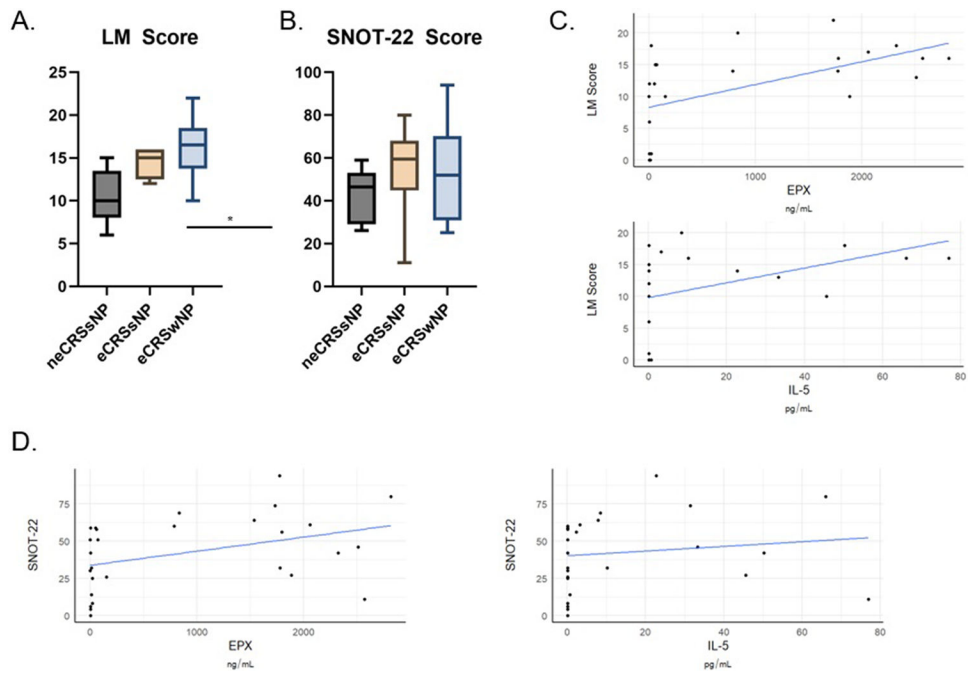 A.
LM Score
25
20
15
10
5
0
neCRSsNP
eCRSsNP
eCRSwNP
*
B.
SNOT-22 Score
100
80
60
40
20
0
neCRSsNP
eCRSsNP
eCRSwNP
C.
LM Score
20
15
10
5
0
0
1000
2000
EPX
ng/mL
LM Score
20
15
10
5
0
0
20
40
60
80
IL-5
pg/mL
D.
SNOT-22
75
50
25
0
0
1000
2000
EPX
ng/mL
SNOT-22
75
50
25
0
0
20
40
60
80
IL-5
pg/mL